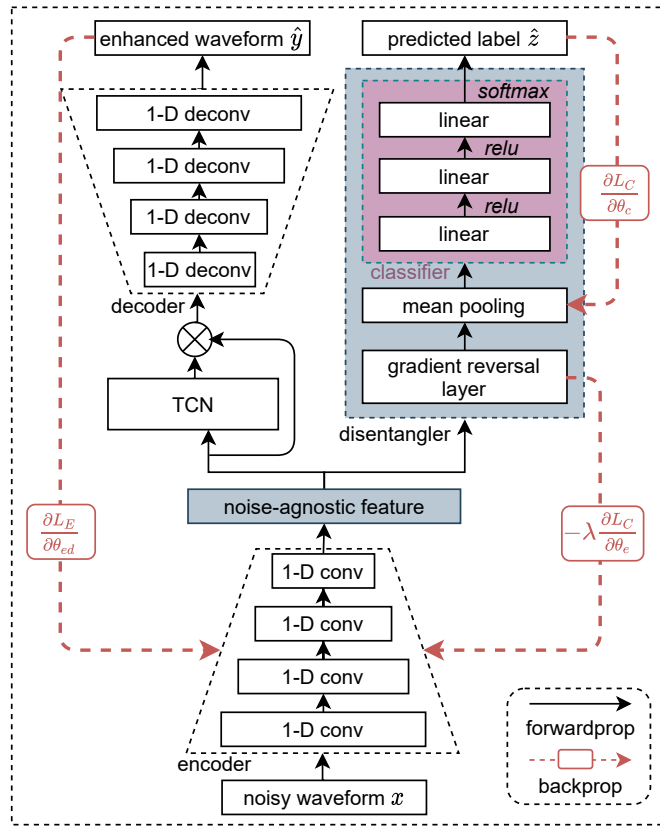 enhanced waveform ŷ
1-D deconv
1-D deconv
1-D deconv
1-D deconv
decoder
TCN
predicted label ẑ
softmax
linear
relu
linear
relu
linear
classifier
mean pooling
gradient reversal
layer
disentangler
∂L_C
∂θ_c
noise-agnostic feature
∂L_E
∂θ_ed
−λ ∂L_C
∂θ_e
1-D conv
1-D conv
1-D conv
1-D conv
encoder
noisy waveform x
forwardprop
backprop